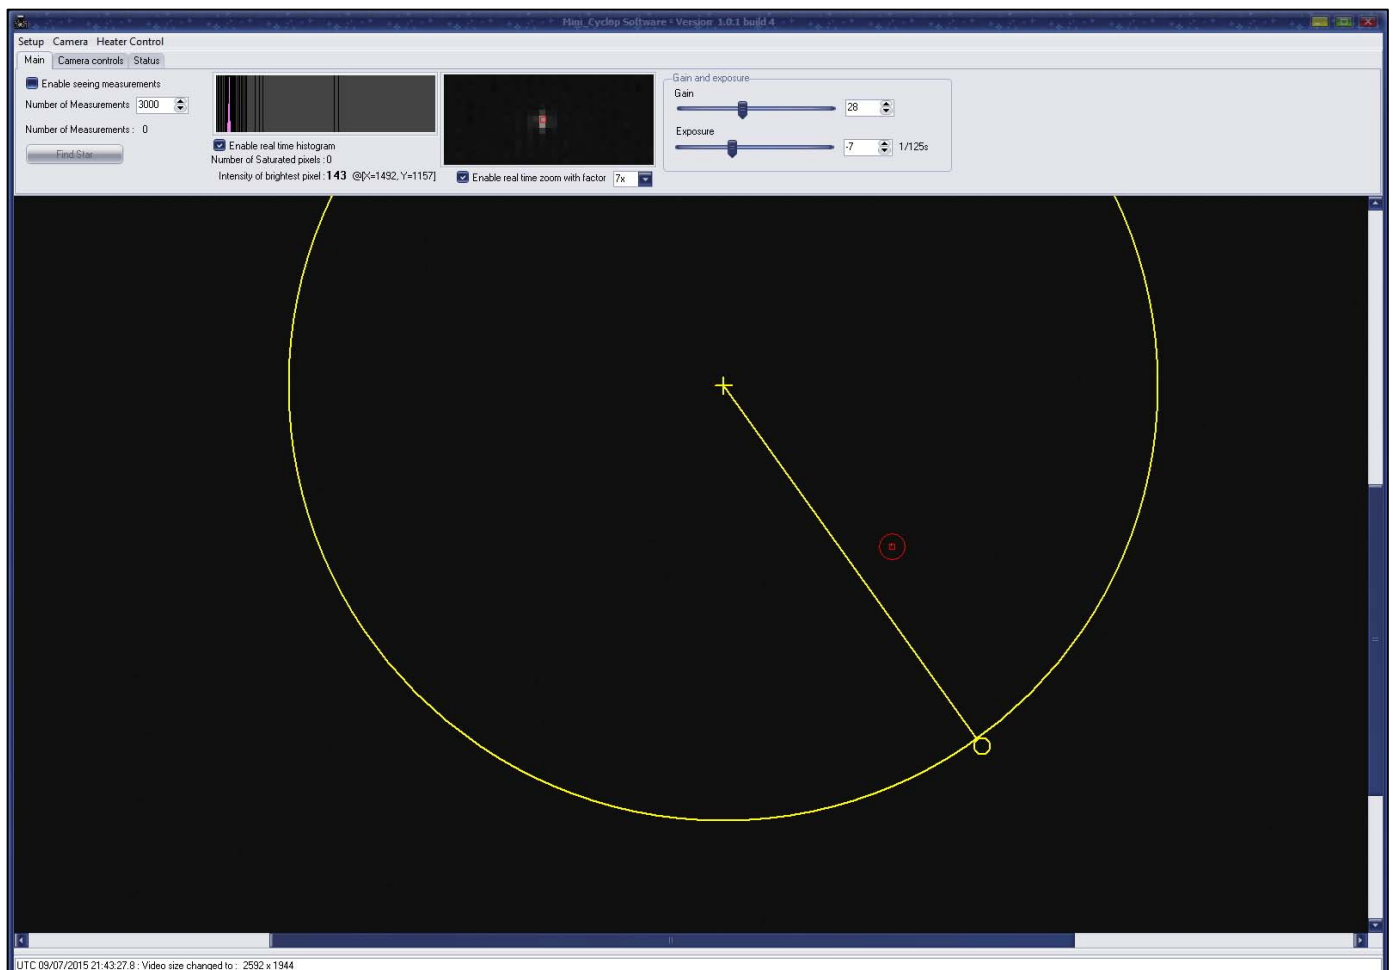 Mini_Cyclop Software - Version 1.0.1 build 4
Setup Camera Heater Control
Main Camera controls Status
Enable seeing measurements
Number of Measurements 3000
Number of Measurements : 0
Find Star
Enable real time histogram
Number of Saturated pixels : 0
Intensity of brightest pixel : 143 @[X=1492, Y=1157]
Enable real time zoom with factor 7x
Gain and exposure
Gain
28
Exposure
-7 1/125s
UTC 09/07/2015 21:43:27.8 : Video size changed to : 2592 x 1944